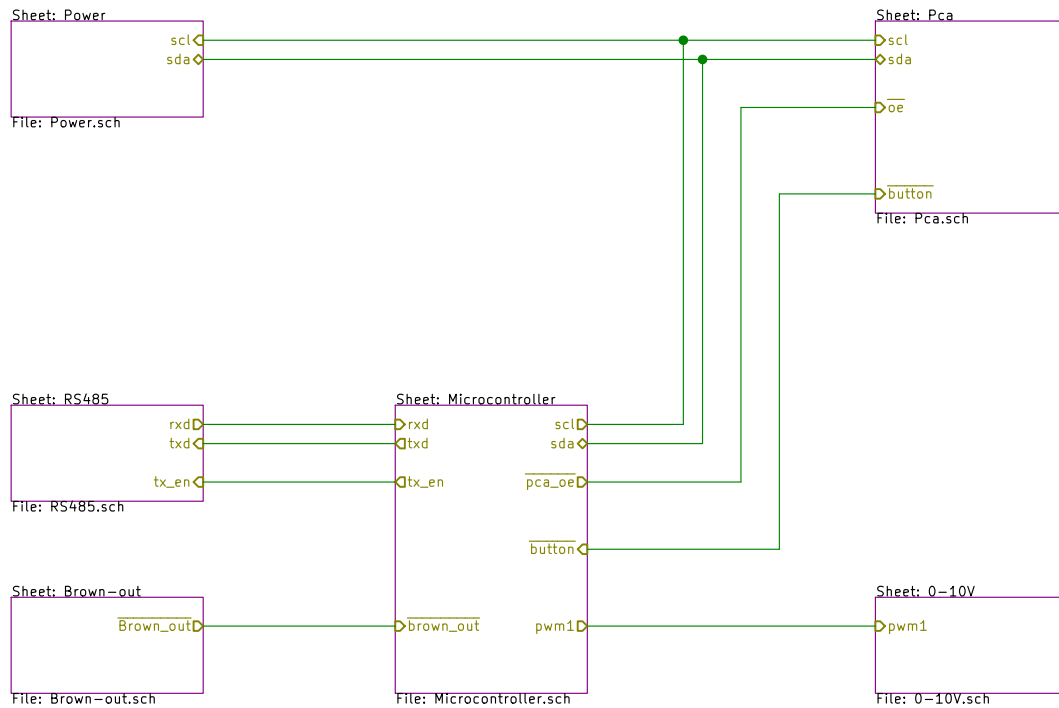 Sheet: Power
scl
sda
File: Power.sch
Sheet: Pca
scl
sda
oe
button
File: Pca.sch
Sheet: RS485
rxd
txd
tx_en
File: RS485.sch
Sheet: Microcontroller
rxd
txd
tx_en
brown_out
scl
sda
pca_oe
button
pwm1
File: Microcontroller.sch
Sheet: Brown-out
Brown_out
File: Brown-out.sch
Sheet: 0-10V
pwm1
File: 0-10V.sch